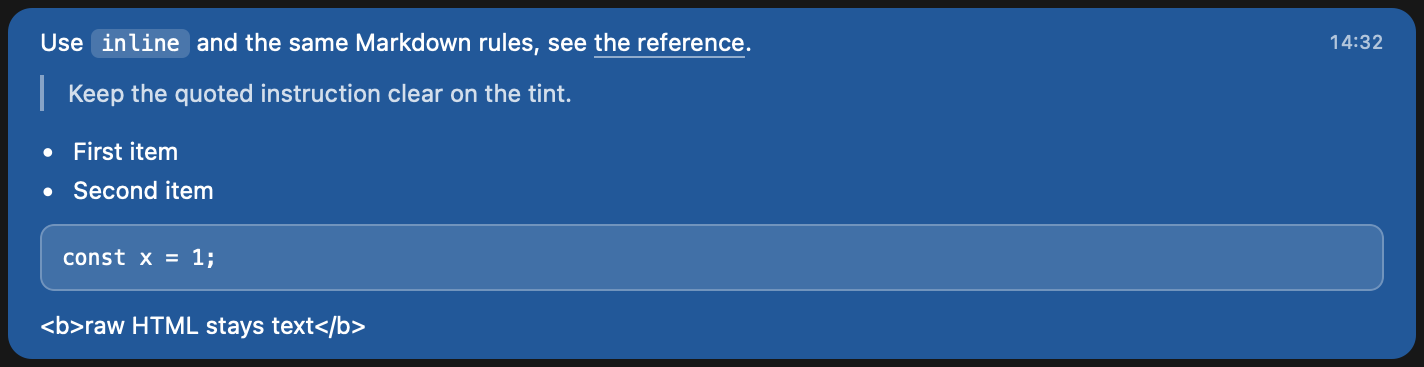 Use inline and the same Markdown rules, see the reference. 14:32
Keep the quoted instruction clear on the tint.
• First item
• Second item
const x = 1;
<b>raw HTML stays text</b>